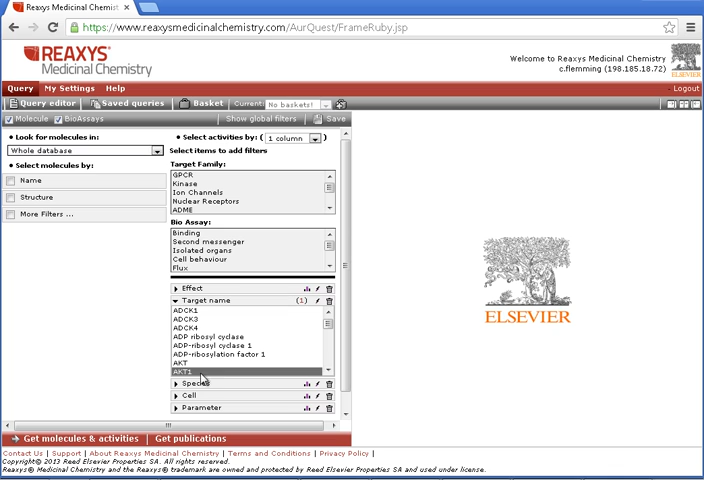 Reaxys Medicinal Chemist
https://www.reaxysmedicinalchemistry.com/AurQuest/FrameRuby.jsp
REAXYS®
Medicinal Chemistry
Welcome to Reaxys Medicinal Chemistry
c.flemming (198.185.18.72)
ELSEVIER
Query My Settings Help - Logout
Query editor Saved queries Basket Current: No baskets!
Molecule BioAssays Show global filters Save
• Look for molecules in:
Whole database
• Select molecules by:
Name
Structure
More Filters ...
• Select activities by: ( 1 column )
Select items to add filters
Target Family:
GPCR
Kinase
Ion Channels
Nuclear Receptors
ADME
Bio Assay:
Binding
Second messenger
Isolated organs
Cell behaviour
Flux
Effect
Target name (1)
ADCK1
ADCK3
ADCK4
ADP ribosyl cyclase
ADP-ribosyl cyclase 1
ADP-ribosylation factor 1
AKT
AKT1
Species
Cell
Parameter
ELSEVIER
Get molecules & activities Get publications
Contact Us | Support | About Reaxys Medicinal Chemistry | Terms and Conditions | Privacy Policy |
Copyright© 2013 Reed Elsevier Properties SA. All rights reserved.
Reaxys® Medicinal Chemistry and the Reaxys® trademark are owned and protected by Reed Elsevier Properties SA and used under license.